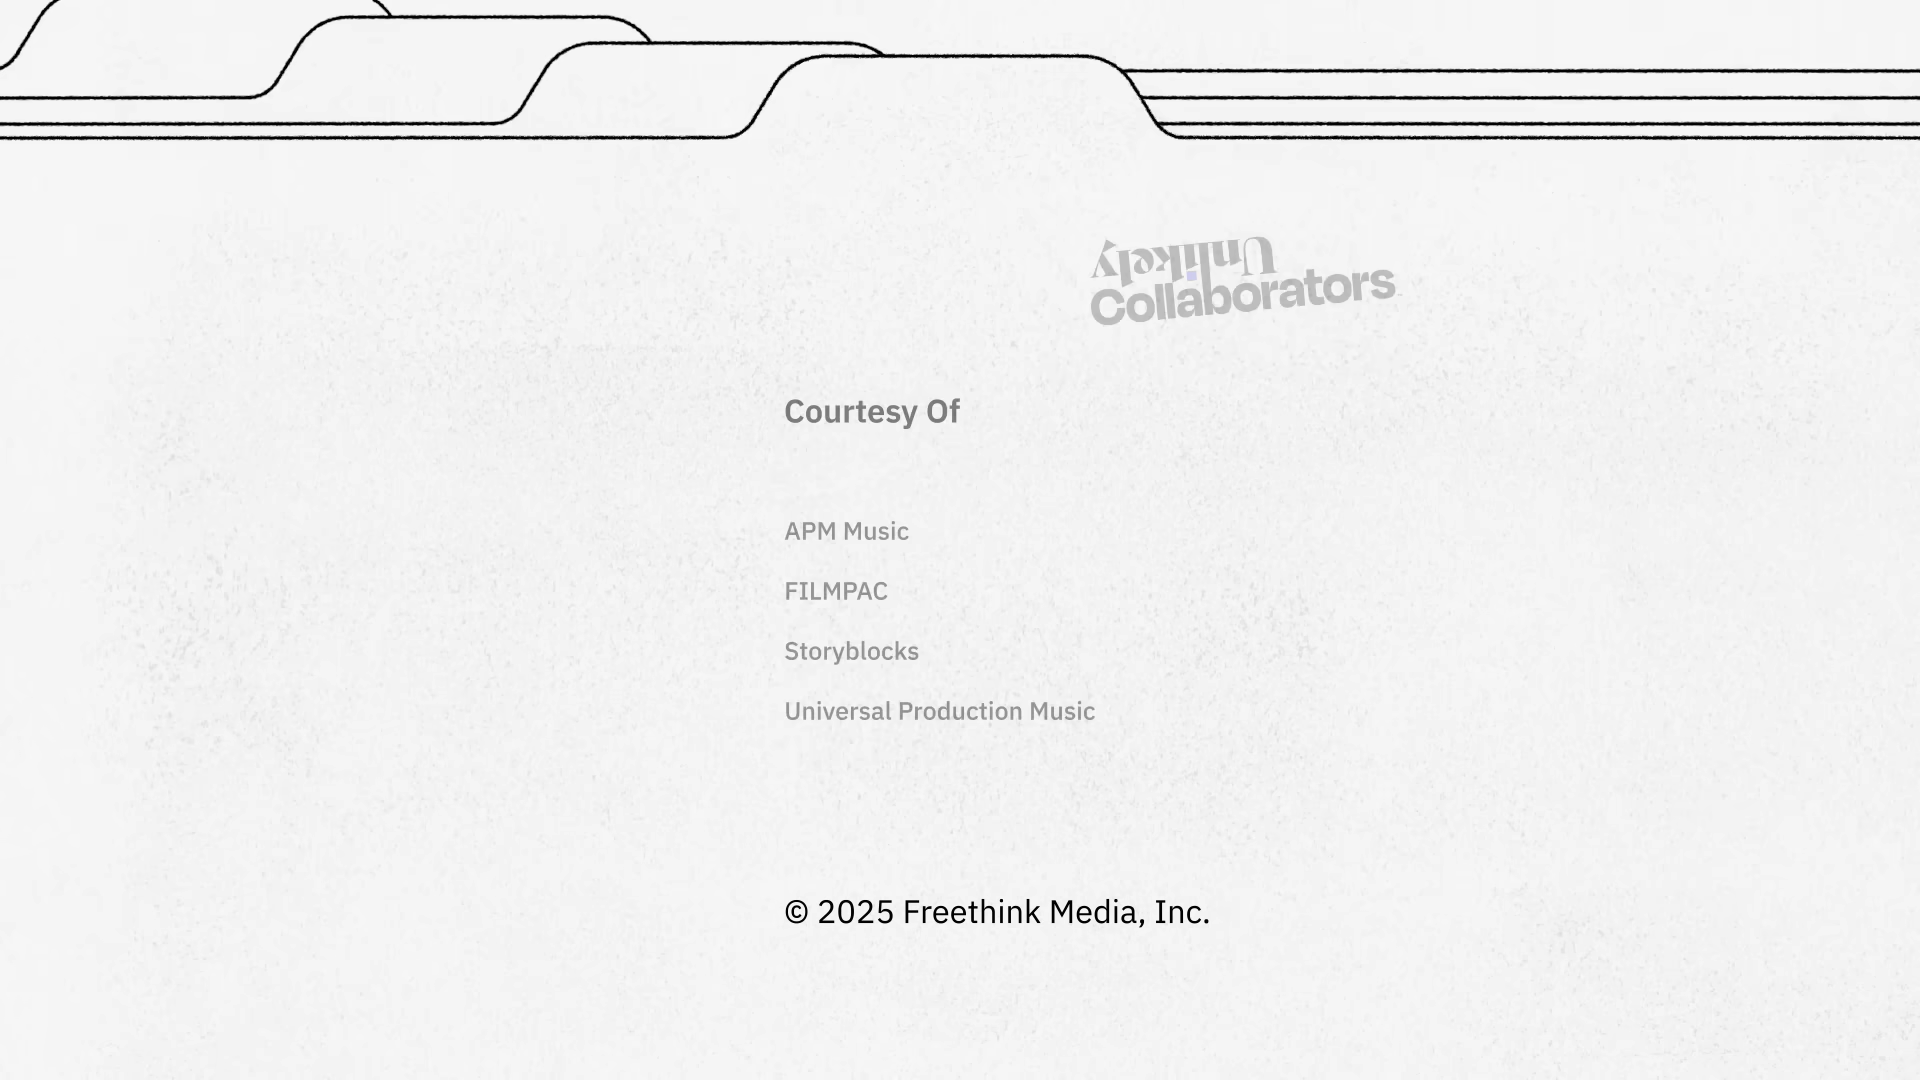 Unlikely
Collaborators
Courtesy Of
APM Music
FILMPAC
Storyblocks
Universal Production Music
© 2025 Freethink Media, Inc.